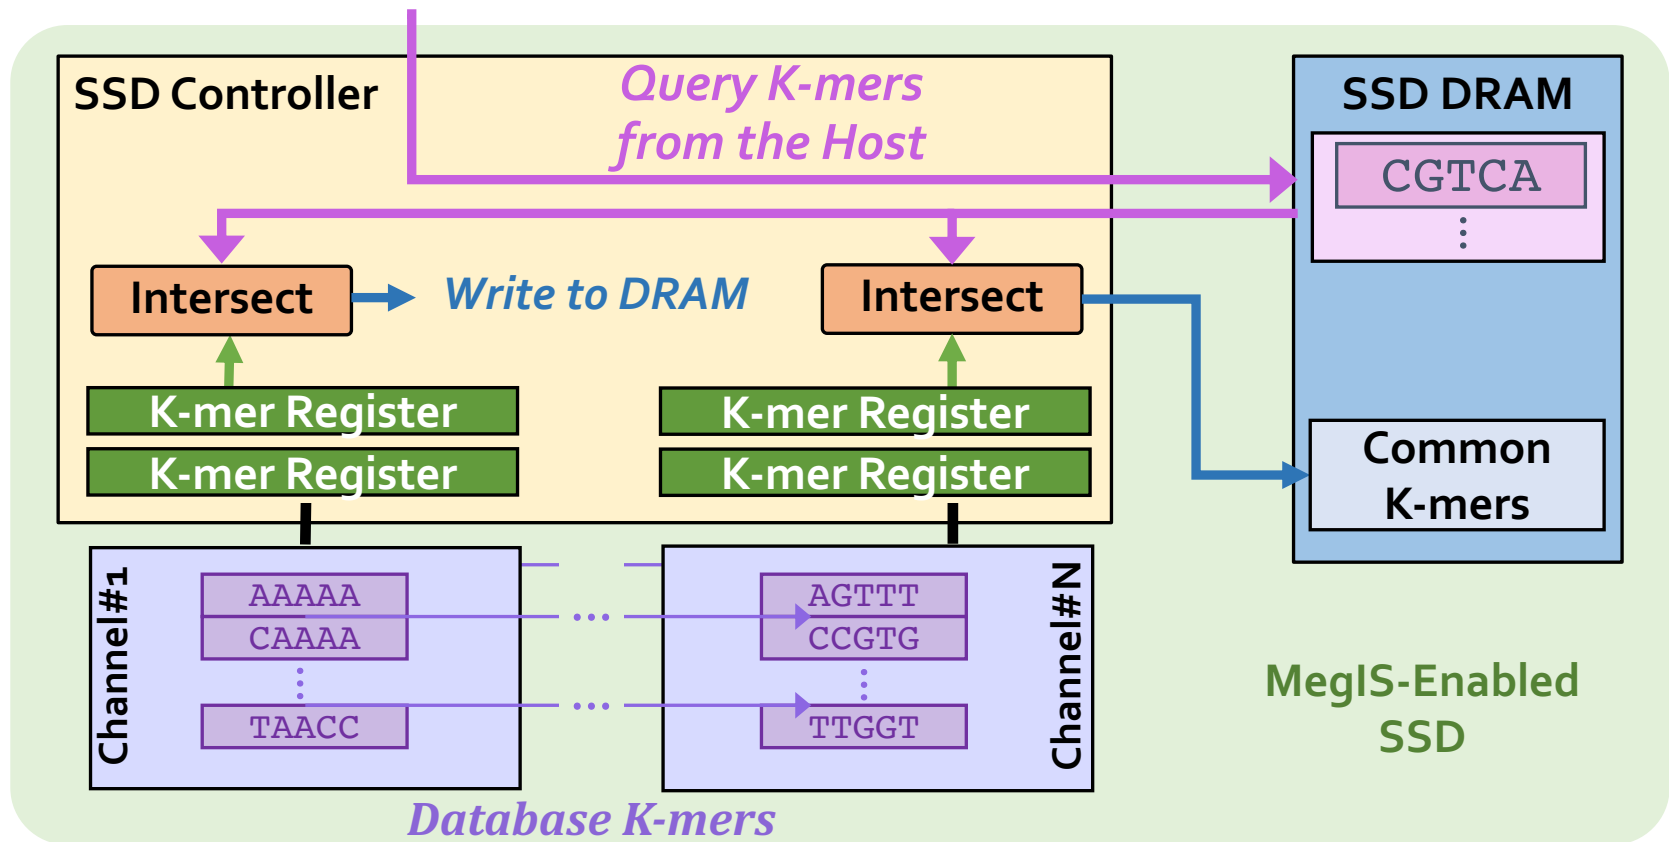 SSD Controller
Query K-mers
from the Host
SSD DRAM
CGTCA
Intersect
Write to DRAM
Intersect
K-mer Register
K-mer Register
K-mer Register
K-mer Register
Common
K-mers
Channel#1
AAAAA
CAAAA
TAACC
...
...
AGTTT
CCGTG
TTGGT
Channel#N
MegIS-Enabled
SSD
Database K-mers